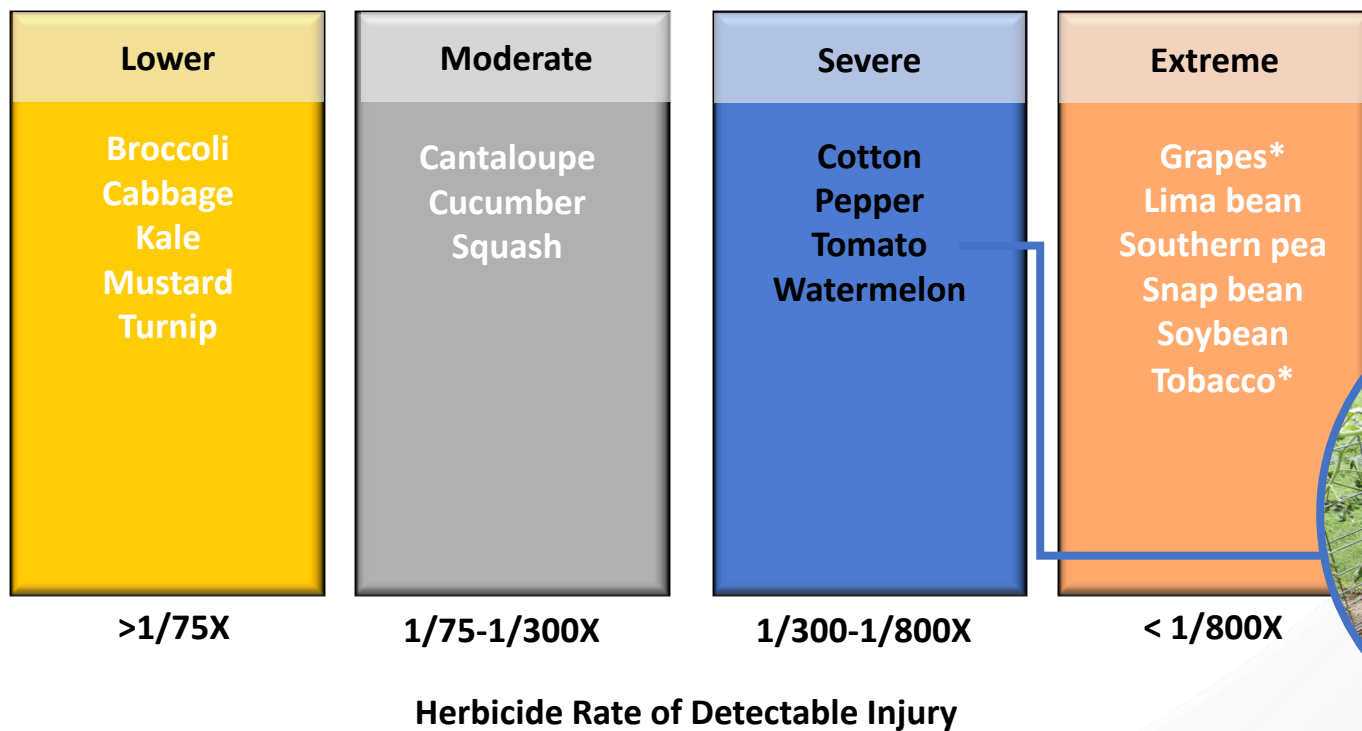 Lower
Broccoli
Cabbage
Kale
Mustard
Turnip
>1/75X
Moderate
Cantaloupe
Cucumber
Squash
1/75-1/300X
Severe
Cotton
Pepper
Tomato
Watermelon
1/300-1/800X
Extreme
Grapes*
Lima bean
Southern pea
Snap bean
Soybean
Tobacco*
< 1/800X
Herbicide Rate of Detectable Injury